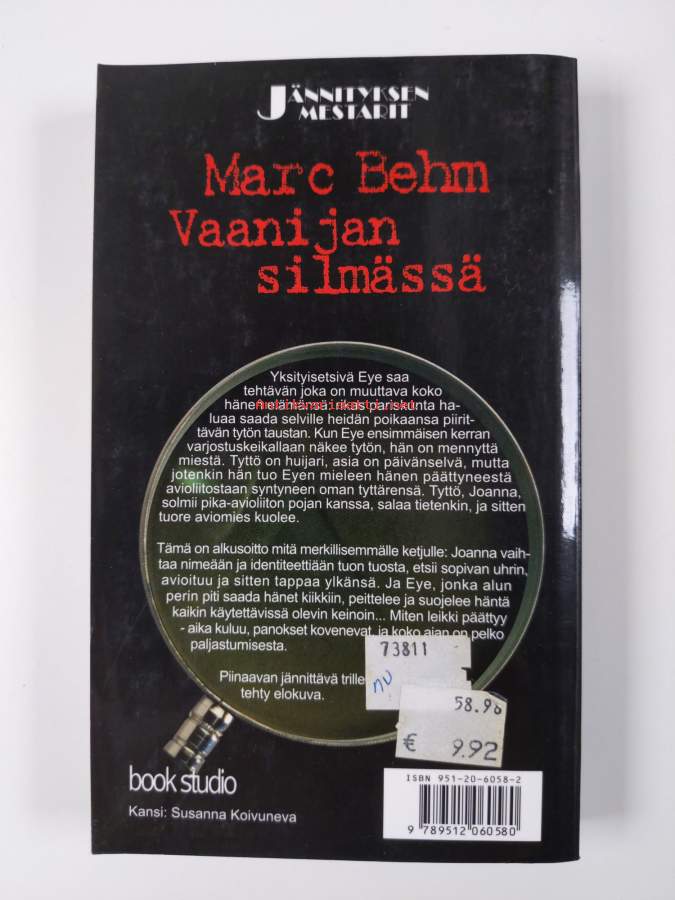 JÄNNITYKSEN
MESTARIT
Marc Behm
Vaanijan
silmässä
Yksityisetsivä Eye saa
tehtävän joka on muuttava koko
hänen elämänsä: rikas pariskunta ha-
luaa saada selville heidän poikaansa piirit-
tävän tytön taustan. Kun Eye ensimmäisen kerran
varjostuskeikallaan näkee tytön, hän on mennyttä
miestä. Tyttö on huijari, asia on päivänselvä, mutta
jotenkin hän tuo Eyen mieleen hänen päättyneestä
avioliitostaan syntyneen oman tyttärensä. Tyttö, Joanna,
solmii pika-avioliiton pojan kanssa, salaa tietenkin, ja sitten
tuore aviomies kuolee.
Tämä on alkusoitto mitä merkillisemmälle ketjulle: Joanna vaih-
taa nimeään ja identiteettiään tuon tuosta, etsii sopivan uhrin,
avioituu ja sitten tappaa ylkänsä. Ja Eye, jonka alun
perin piti saada hänet kiikkiin, peittelee ja suojelee häntä
kaikin käytettävissä olevin keinoin... Miten leikki päättyy
- aika kuluu, panokset kovenevat, ja koko ajan on pelko
paljastumisesta.
73811
nv
Piinaavan jännittävä trille
tehty elokuva.
58.98
€ 9.92
book studio
Kansi: Susanna Koivuneva
ISBN 951-20-6058-2
9 789512 060580